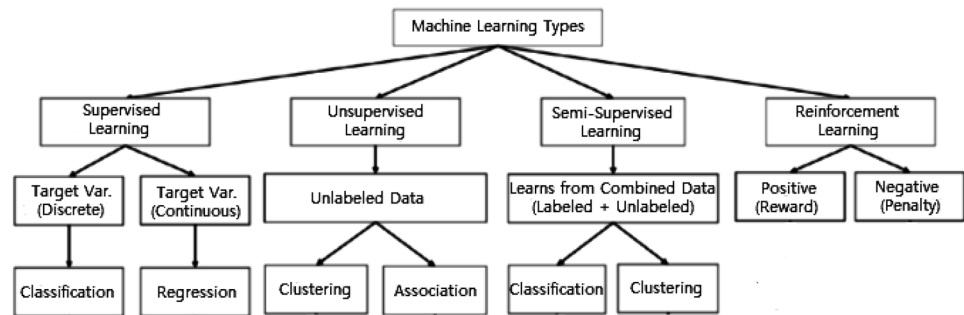 Machine Learning Types
Supervised
Learning
Unsupervised
Learning
Semi-Supervised
Learning
Reinforcement
Learning
Target Var.
(Discrete)
Target Var.
(Continuous)
Unlabeled Data
Learns from Combined Data
(Labeled + Unlabeled)
Positive
(Reward)
Negative
(Penalty)
Classification
Regression
Clustering
Association
Classification
Clustering